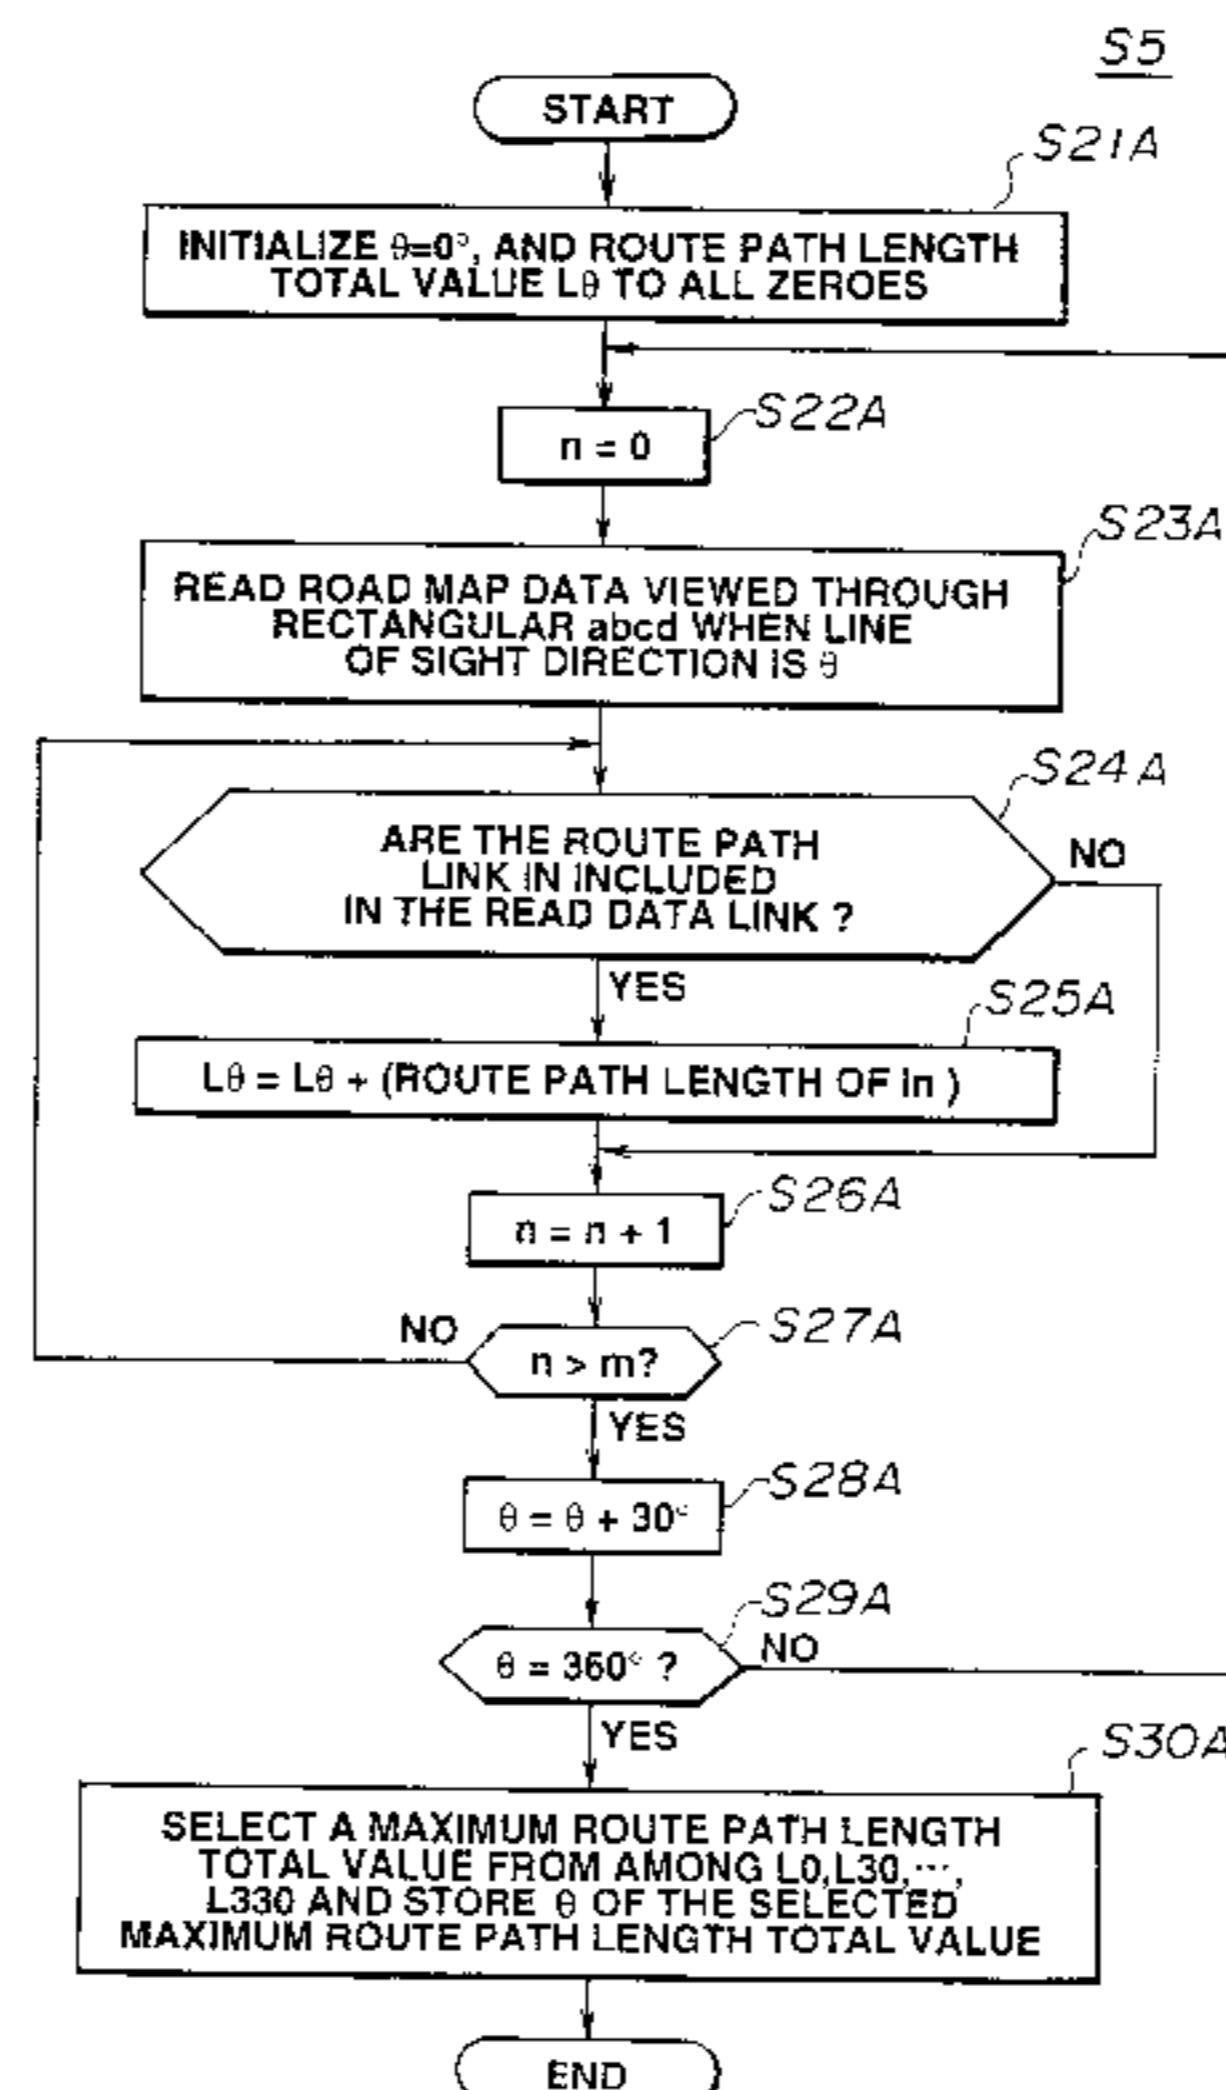 S5
START
S21A
INITIALIZE θ=0°, AND ROUTE PATH LENGTH
TOTAL VALUE Lθ TO ALL ZEROES
S22A
n = 0
S23A
READ ROAD MAP DATA VIEWED THROUGH
RECTANGULAR abcd WHEN LINE
OF SIGHT DIRECTION IS θ
S24A
ARE THE ROUTE PATH
LINK IN INCLUDED
IN THE READ DATA LINK ?
NO
YES
S25A
Lθ = Lθ + (ROUTE PATH LENGTH OF ln )
S26A
n = n + 1
S27A
NO
n > m?
YES
S28A
θ = θ + 30°
S29A
θ = 360° ?
NO
YES
S30A
SELECT A MAXIMUM ROUTE PATH LENGTH
TOTAL VALUE FROM AMONG L0,L30,···,
L330 AND STORE θ OF THE SELECTED
MAXIMUM ROUTE PATH LENGTH TOTAL VALUE
END